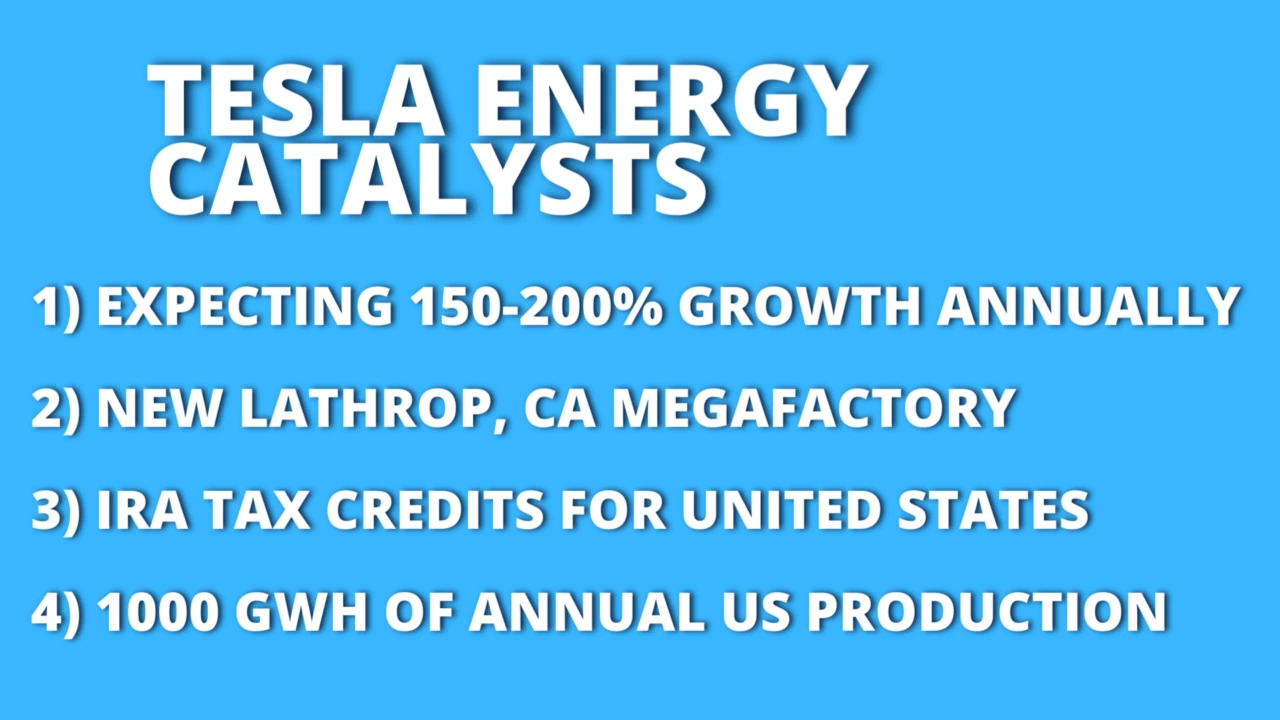 TESLA ENERGY
CATALYSTS
1) EXPECTING 150-200% GROWTH ANNUALLY
2) NEW LATHROP, CA MEGAFACTORY
3) IRA TAX CREDITS FOR UNITED STATES
4) 1000 GWH OF ANNUAL US PRODUCTION